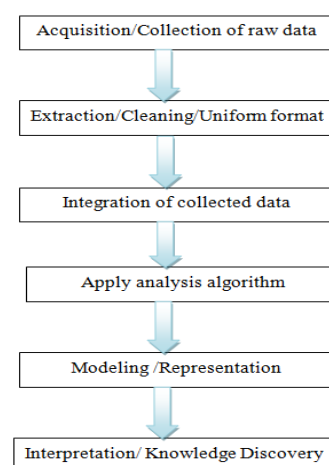 Acquisition/Collection of raw data
Extraction/Cleaning/Uniform format
Integration of collected data
Apply analysis algorithm
Modeling /Representation
Interpretation/ Knowledge Discovery